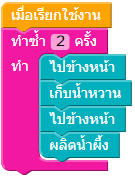 เมื่อเรียกใช้งาน
ทำซ้ำ 2 ครั้ง
ทำ ไปข้างหน้า
เก็บน้ำหวาน
ไปข้างหน้า
ผลิตน้ำผึ้ง